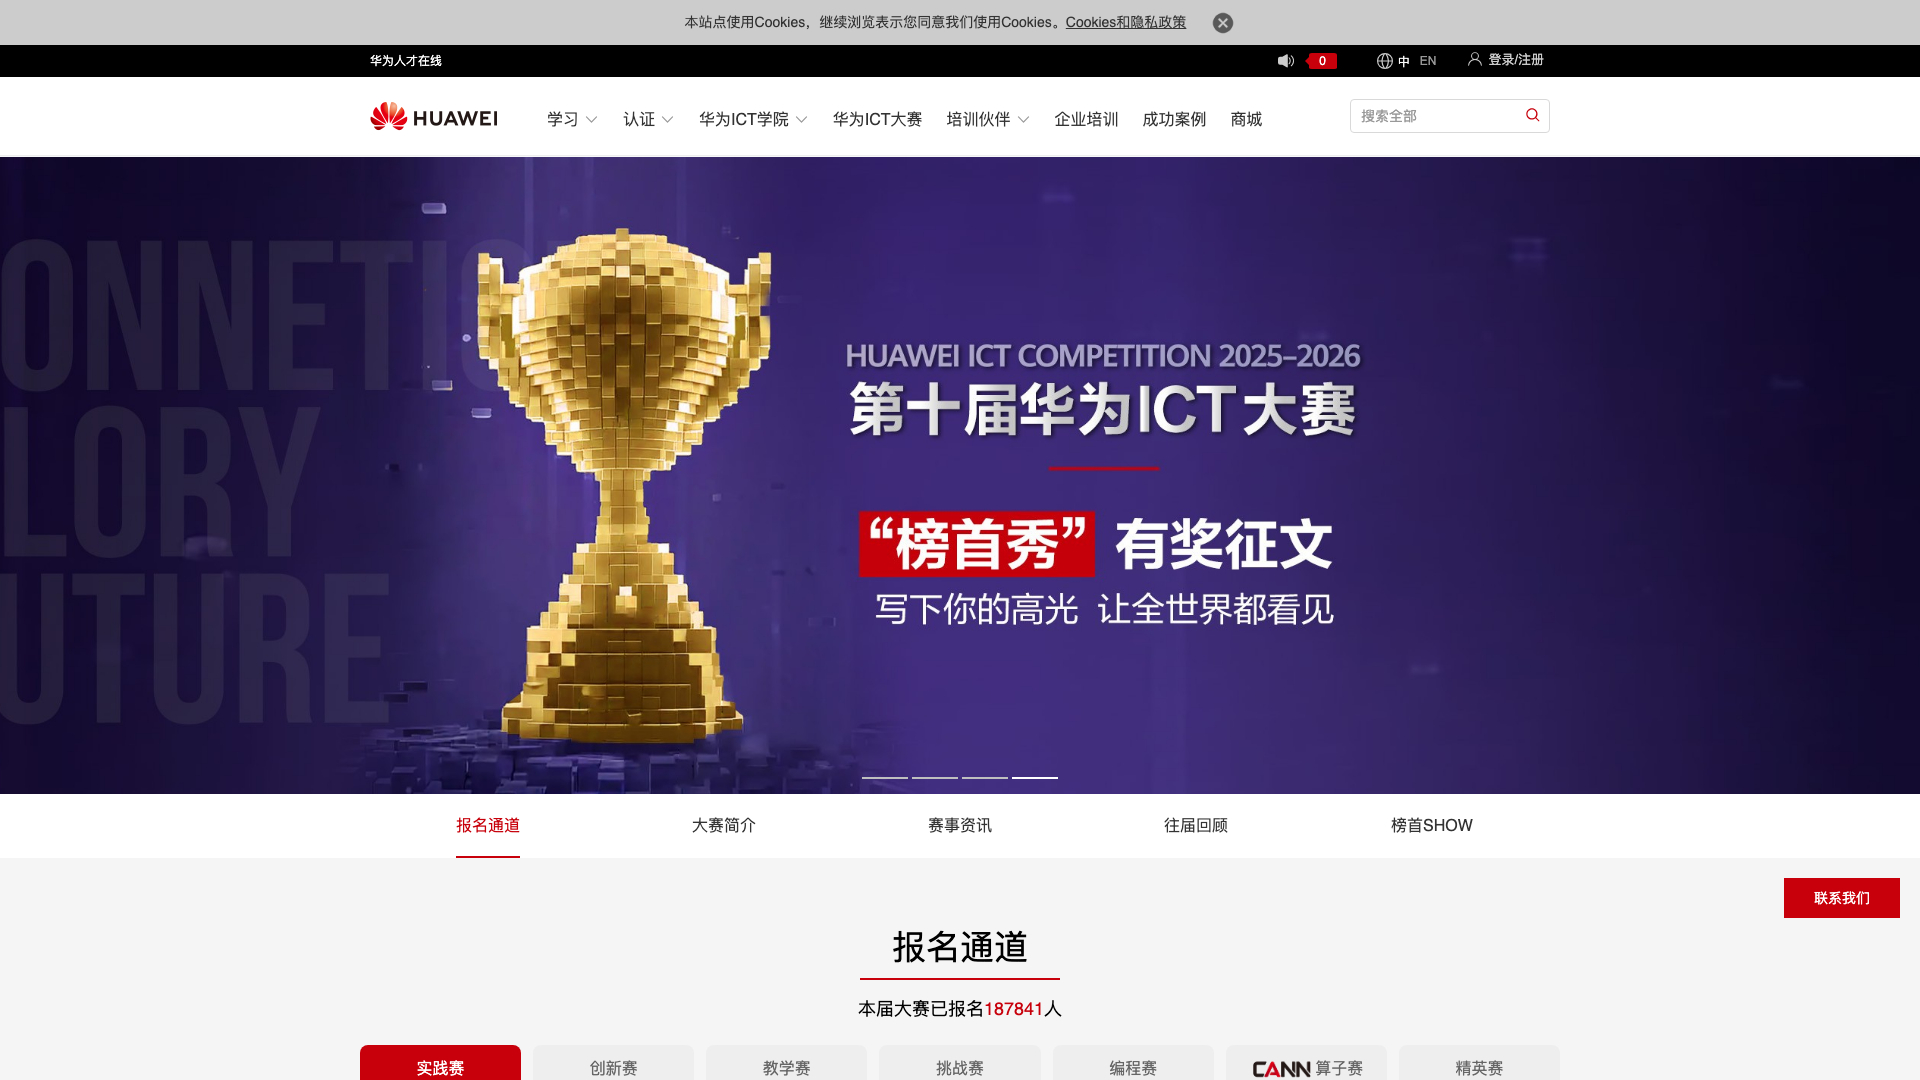 本站点使用Cookies，继续浏览表示您同意我们使用Cookies。Cookies和隐私政策
华为人才在线
0
中 EN
登录/注册
HUAWEI
学习
认证
华为ICT学院
华为ICT大赛
培训伙伴
企业培训
成功案例
商城
搜索全部
ONNETIO
LORY
UTURE
HUAWEI ICT COMPETITION 2025–2026
第十届华为ICT大赛
“榜首秀” 有奖征文
写下你的高光 让全世界都看见
报名通道
大赛简介
赛事资讯
往届回顾
榜首SHOW
联系我们
报名通道
本届大赛已报名187841人
实践赛
创新赛
教学赛
挑战赛
编程赛
CANN 算子赛
精英赛